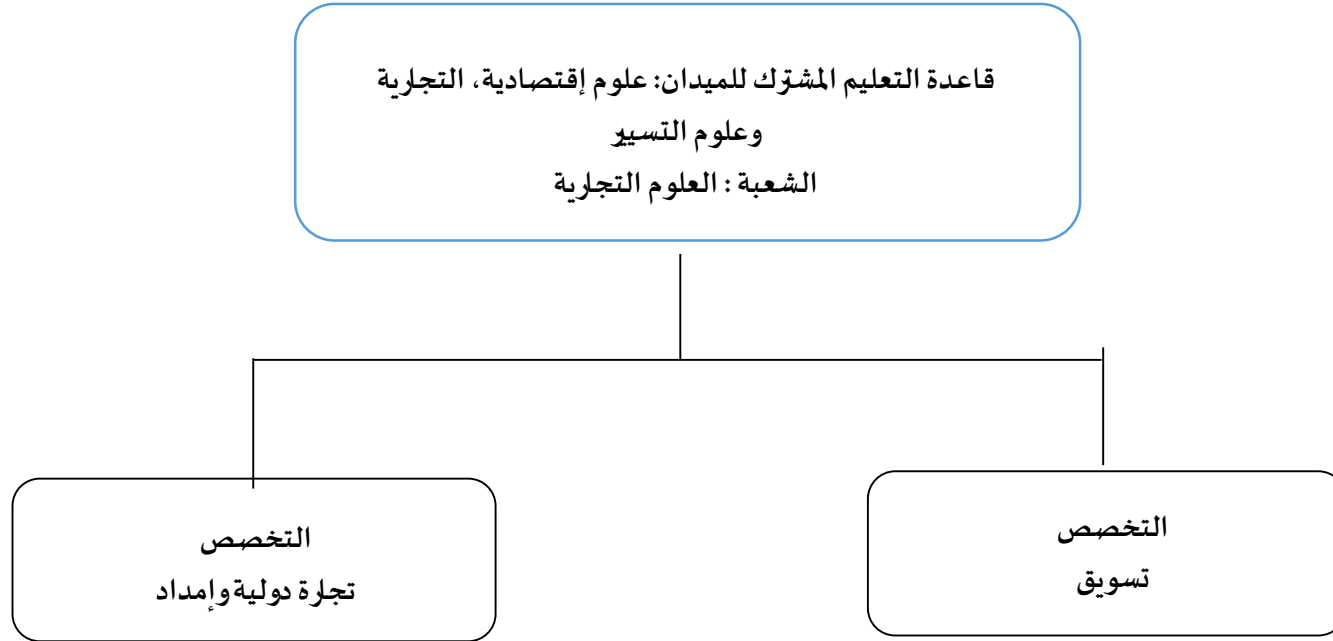 قاعدة التعليم المشترك للميدان: علوم إقتصادية، التجارية
وعلوم التسيير
الشعبة : العلوم التجارية
التخصص
تسويق
التخصص
تجارة دولية وإمداد